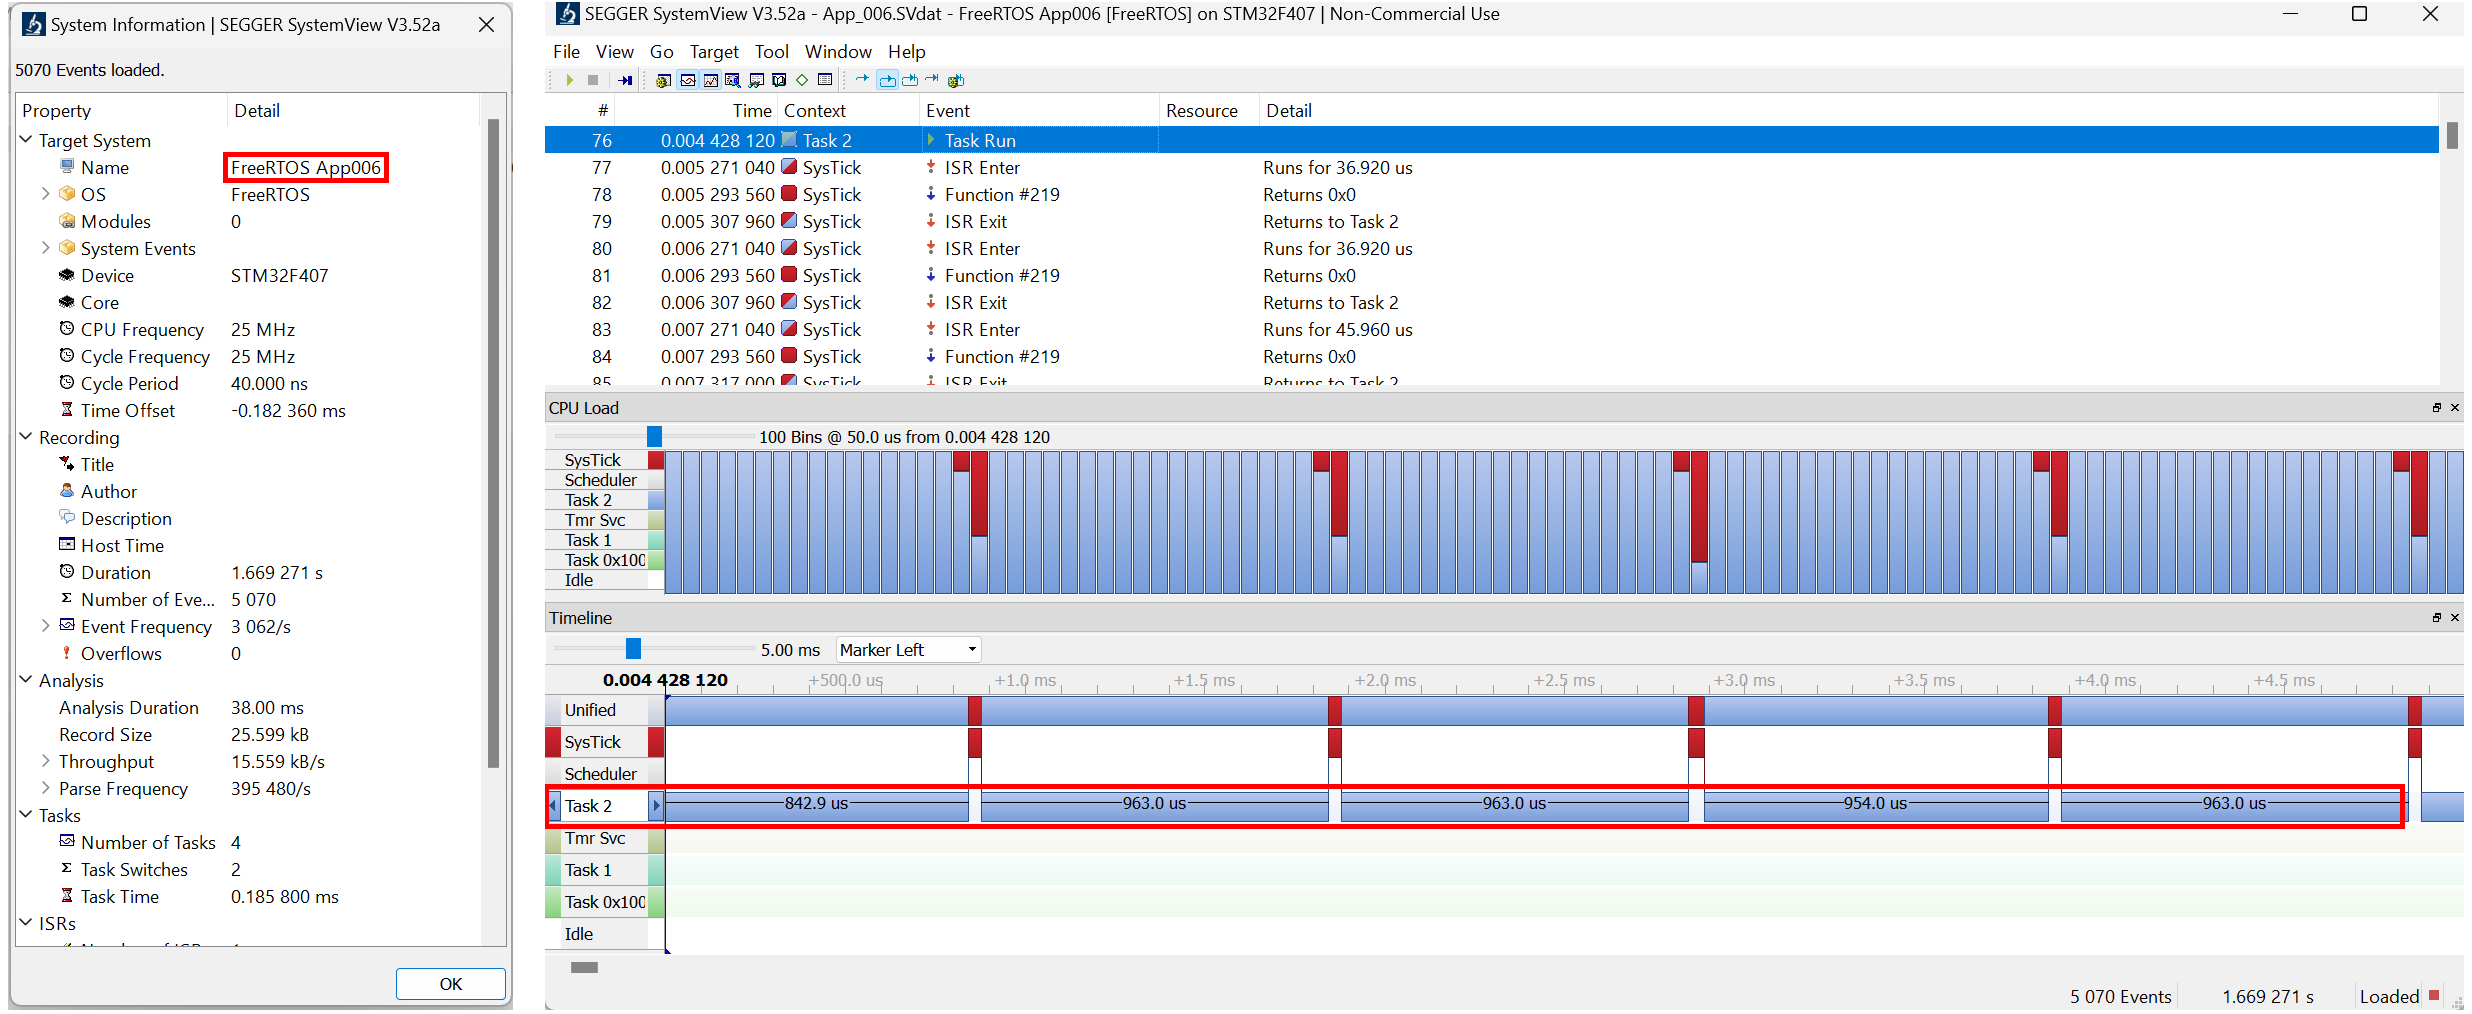 System Information | SEGGER SystemView V3.52a
5070 Events loaded.
Property Detail
Target System
Name FreeRTOS App006
OS FreeRTOS
Modules 0
System Events
Device STM32F407
Core
CPU Frequency 25 MHz
Cycle Frequency 25 MHz
Cycle Period 40.000 ns
Time Offset -0.182 360 ms
Recording
Title
Author
Description
Host Time
Duration 1.669 271 s
Number of Eve... 5 070
Event Frequency 3 062/s
Overflows 0
Analysis
Analysis Duration 38.00 ms
Record Size 25.599 kB
Throughput 15.559 kB/s
Parse Frequency 395 480/s
Tasks
Number of Tasks 4
Task Switches 2
Task Time 0.185 800 ms
ISRs
OK
SEGGER SystemView V3.52a - App_006.SVdat - FreeRTOS App006 [FreeRTOS] on STM32F407 | Non-Commercial Use
File View Go Target Tool Window Help
# Time Context Event Resource Detail
76 0.004 428 120 Task 2 Task Run
77 0.005 271 040 SysTick ISR Enter Runs for 36.920 us
78 0.005 293 560 SysTick Function #219 Returns 0x0
79 0.005 307 960 SysTick ISR Exit Returns to Task 2
80 0.006 271 040 SysTick ISR Enter Runs for 36.920 us
81 0.006 293 560 SysTick Function #219 Returns 0x0
82 0.006 307 960 SysTick ISR Exit Returns to Task 2
83 0.007 271 040 SysTick ISR Enter Runs for 45.960 us
84 0.007 293 560 SysTick Function #219 Returns 0x0
85 0.007 317 000 SysTick ISR Exit Returns to Task 2
CPU Load
100 Bins @ 50.0 us from 0.004 428 120
SysTick
Scheduler
Task 2
Tmr Svc
Task 1
Task 0x100
Idle
Timeline
5.00 ms Marker Left
0.004 428 120 +500.0 us +1.0 ms +1.5 ms +2.0 ms +2.5 ms +3.0 ms +3.5 ms +4.0 ms +4.5 ms
Unified
SysTick
Scheduler
Task 2 842.9 us 963.0 us 963.0 us 954.0 us 963.0 us
Tmr Svc
Task 1
Task 0x100
Idle
5 070 Events 1.669 271 s Loaded